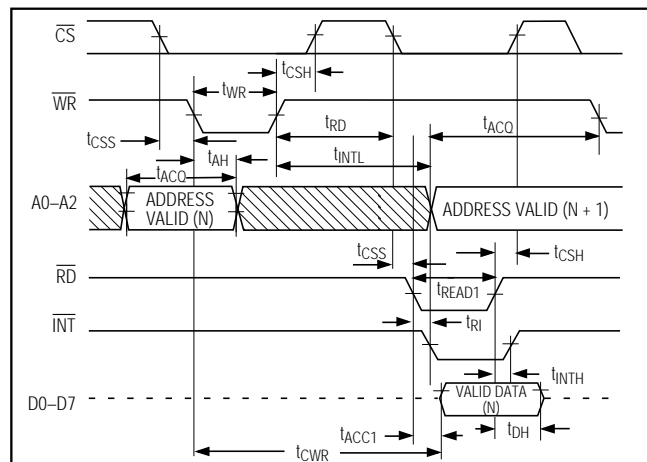 CS
tCSH
tWR
WR
tCSS
tRD
tACQ
tAH
tINTL
tACQ
A0–A2
ADDRESS
VALID (N)
ADDRESS VALID (N + 1)
tCSS
tCSH
RD
tREAD1
tRI
INT
tINTH
VALID DATA
(N)
D0–D7
tACC1
tDH
tCWR